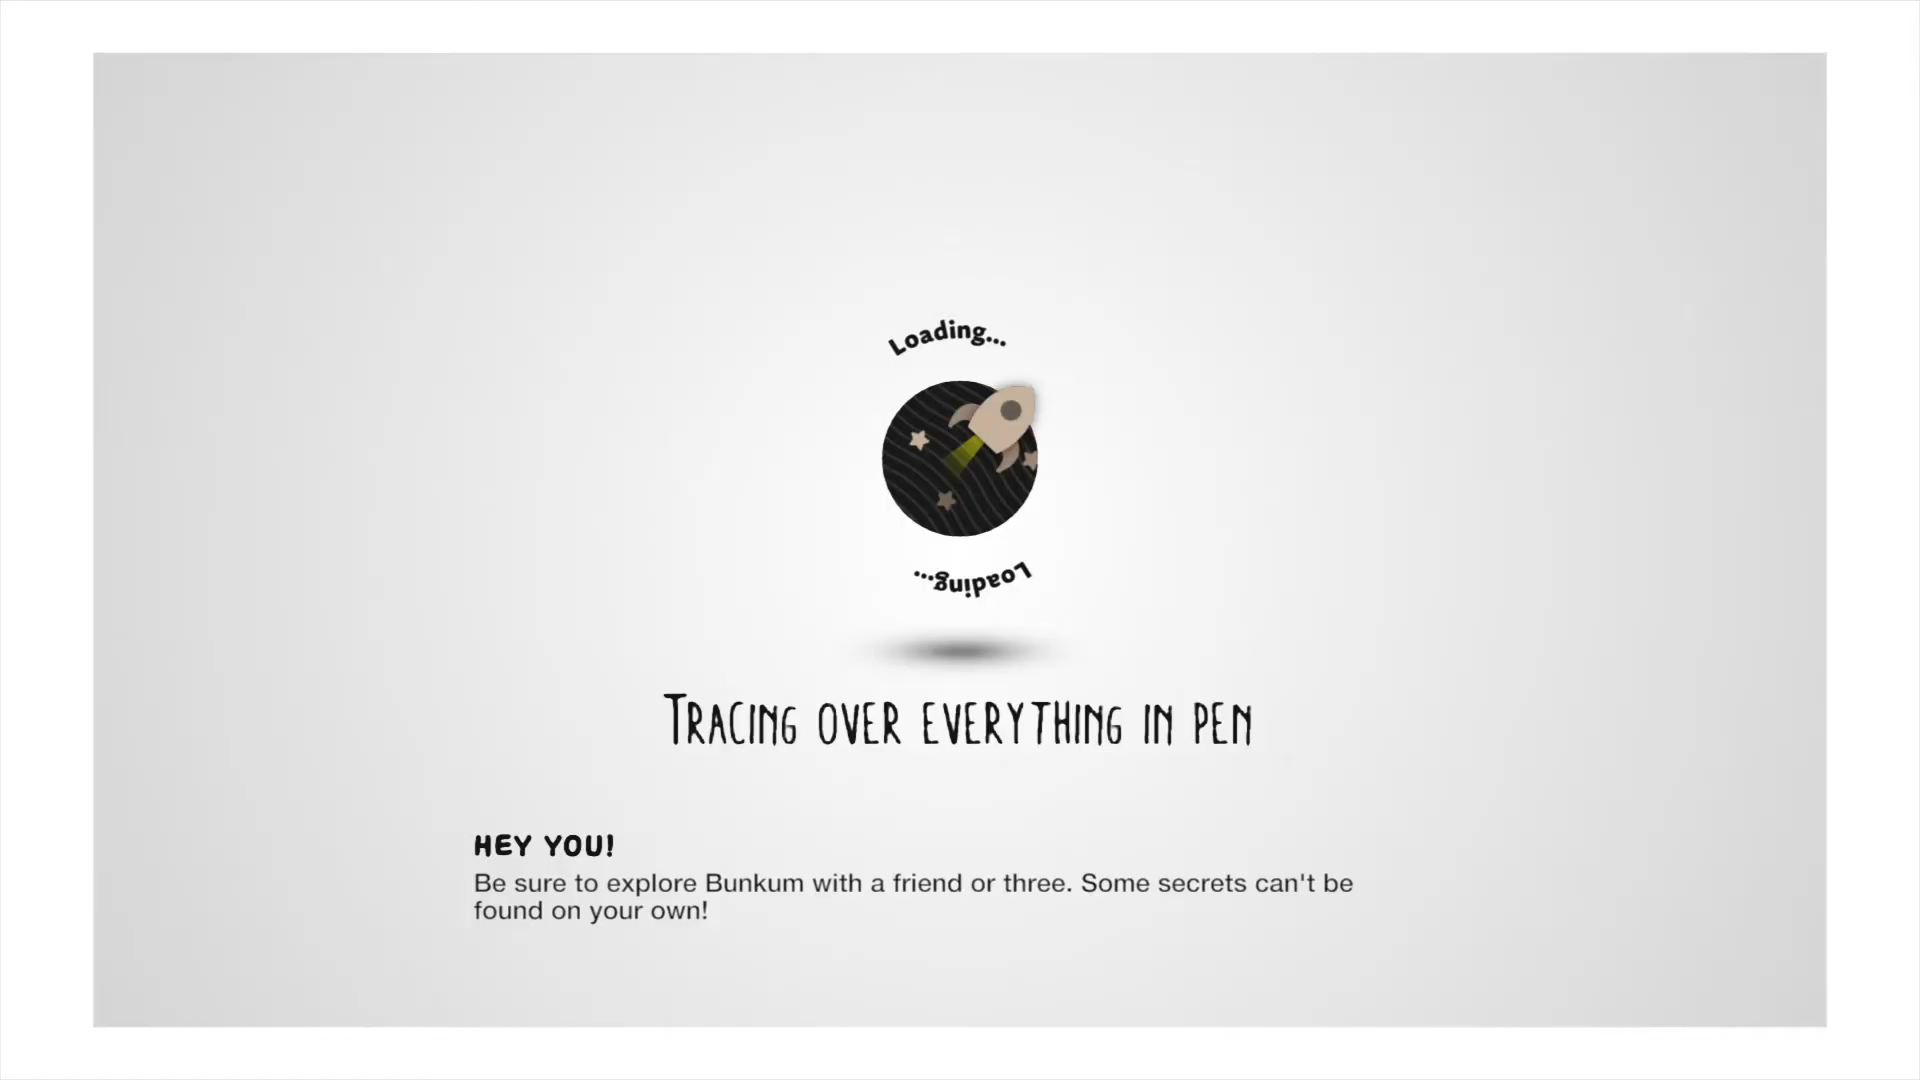 Loading...
Loading...
Tracing over everything in pen
HEY YOU!
Be sure to explore Bunkum with a friend or three. Some secrets can't be
found on your own!